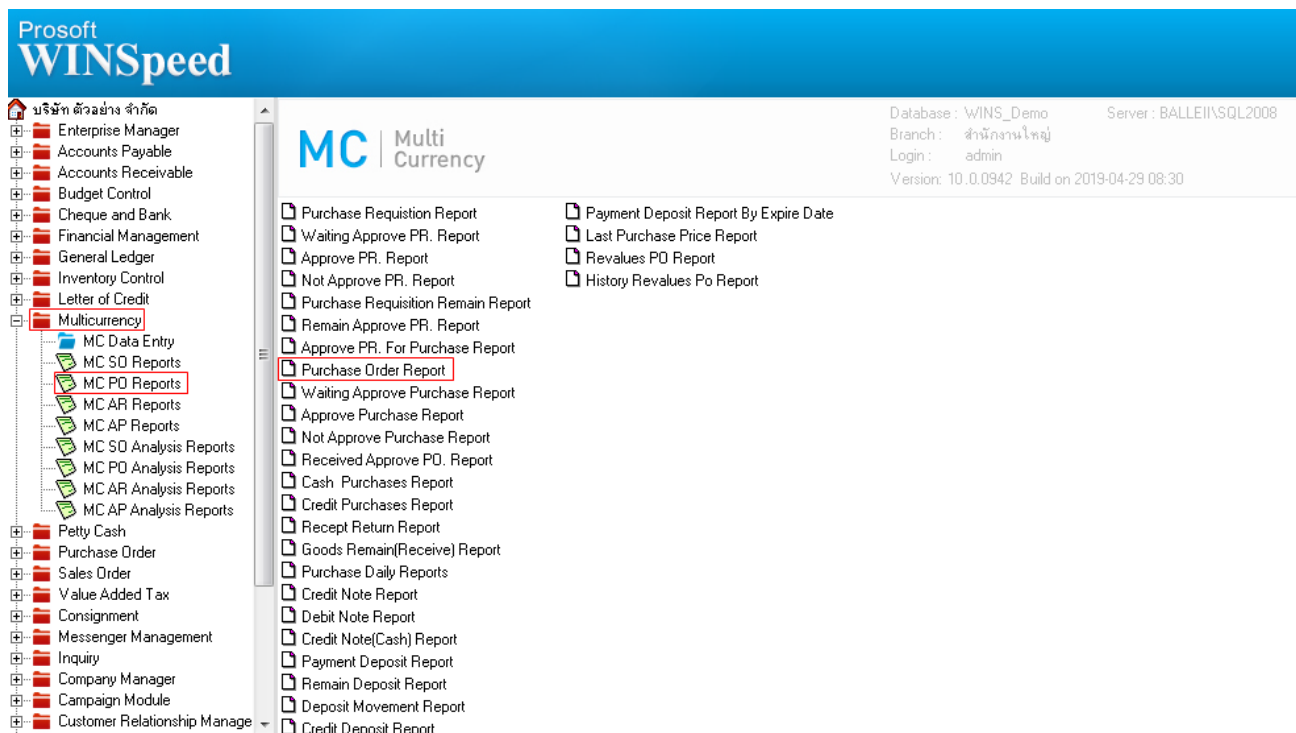 Prosoft
WINSpeed
บริษัท ตัวอย่าง จำกัด
Enterprise Manager
Accounts Payable
Accounts Receivable
Budget Control
Cheque and Bank
Financial Management
General Ledger
Inventory Control
Letter of Credit
Multicurrency
MC Data Entry
MC SO Reports
MC PO Reports
MC AR Reports
MC AP Reports
MC SO Analysis Reports
MC PO Analysis Reports
MC AR Analysis Reports
MC AP Analysis Reports
Petty Cash
Purchase Order
Sales Order
Value Added Tax
Consignment
Messenger Management
Inquiry
Company Manager
Campaign Module
Customer Relationship Manage
MC Multi Currency
Database : WINS_Demo Server : BALLEII\SQL2008
Branch : สำนักงานใหญ่
Login : admin
Version: 10.0.0942 Build on 2019-04-29 08:30
Purchase Requistion Report
Waiting Approve PR. Report
Approve PR. Report
Not Approve PR. Report
Purchase Requisition Remain Report
Remain Approve PR. Report
Approve PR. For Purchase Report
Purchase Order Report
Waiting Approve Purchase Report
Approve Purchase Report
Not Approve Purchase Report
Received Approve PO. Report
Cash Purchases Report
Credit Purchases Report
Recept Return Report
Goods Remain(Receive) Report
Purchase Daily Reports
Credit Note Report
Debit Note Report
Credit Note(Cash) Report
Payment Deposit Report
Remain Deposit Report
Deposit Movement Report
Credit Deposit Report
Payment Deposit Report By Expire Date
Last Purchase Price Report
Revalues PO Report
History Revalues Po Report